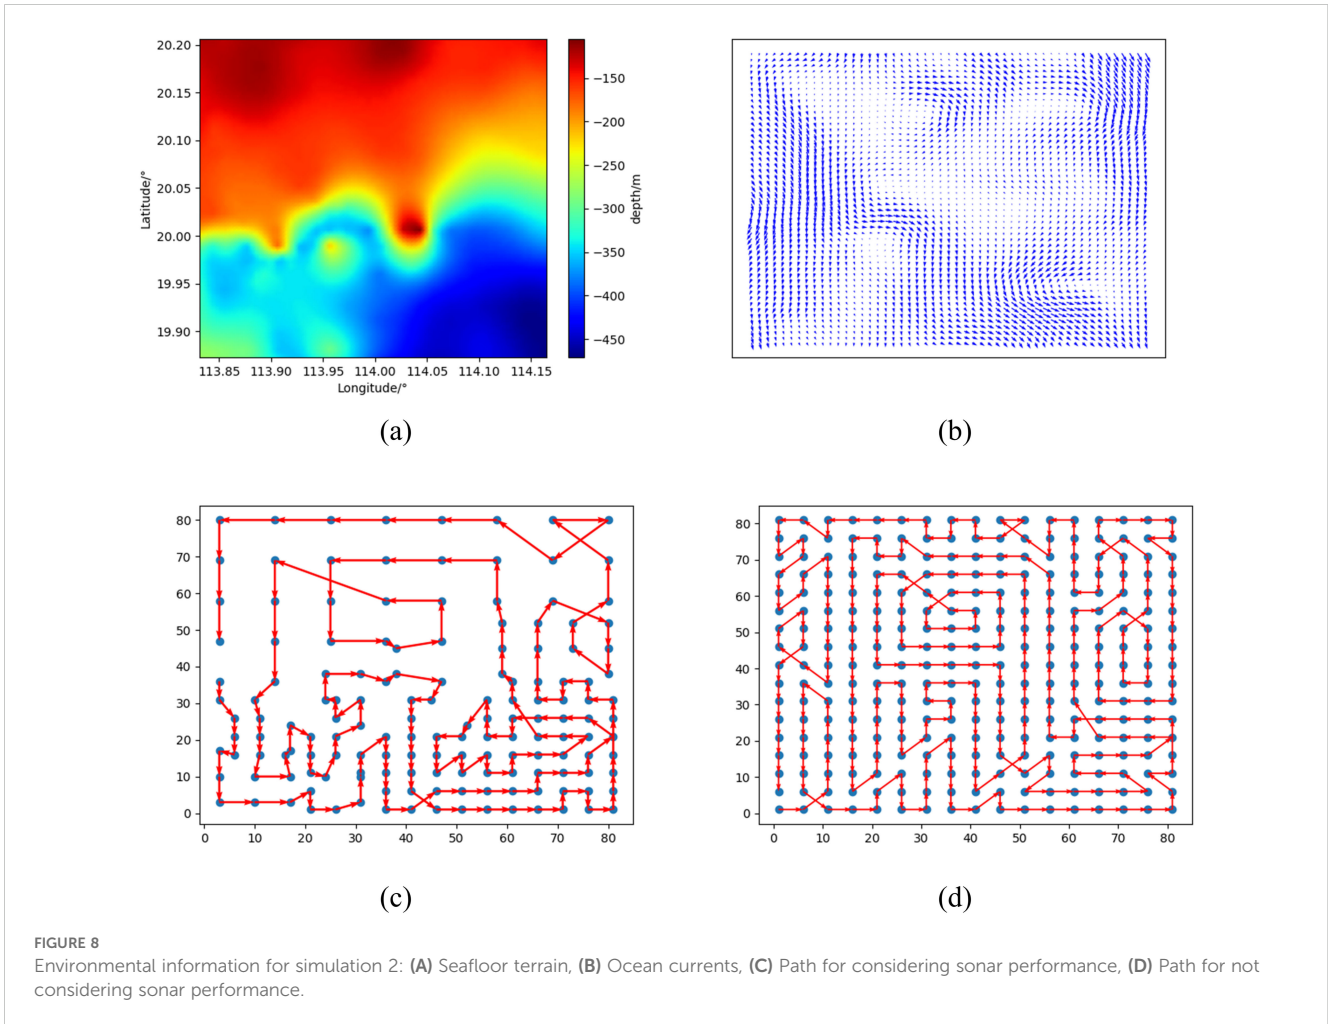 20.20
20.15
20.10
20.05
20.00
19.95
19.90
Latitude/°
113.85 113.90 113.95 114.00 114.05 114.10 114.15
Longitude/°
−150
−200
−250
−300
−350
−400
−450
depth/m
(a)
(b)
80
70
60
50
40
30
20
10
0
0 10 20 30 40 50 60 70 80
(c)
80
70
60
50
40
30
20
10
0
0 10 20 30 40 50 60 70 80
(d)
FIGURE 8
Environmental information for simulation 2: (A) Seafloor terrain, (B) Ocean currents, (C) Path for considering sonar performance, (D) Path for not
considering sonar performance.